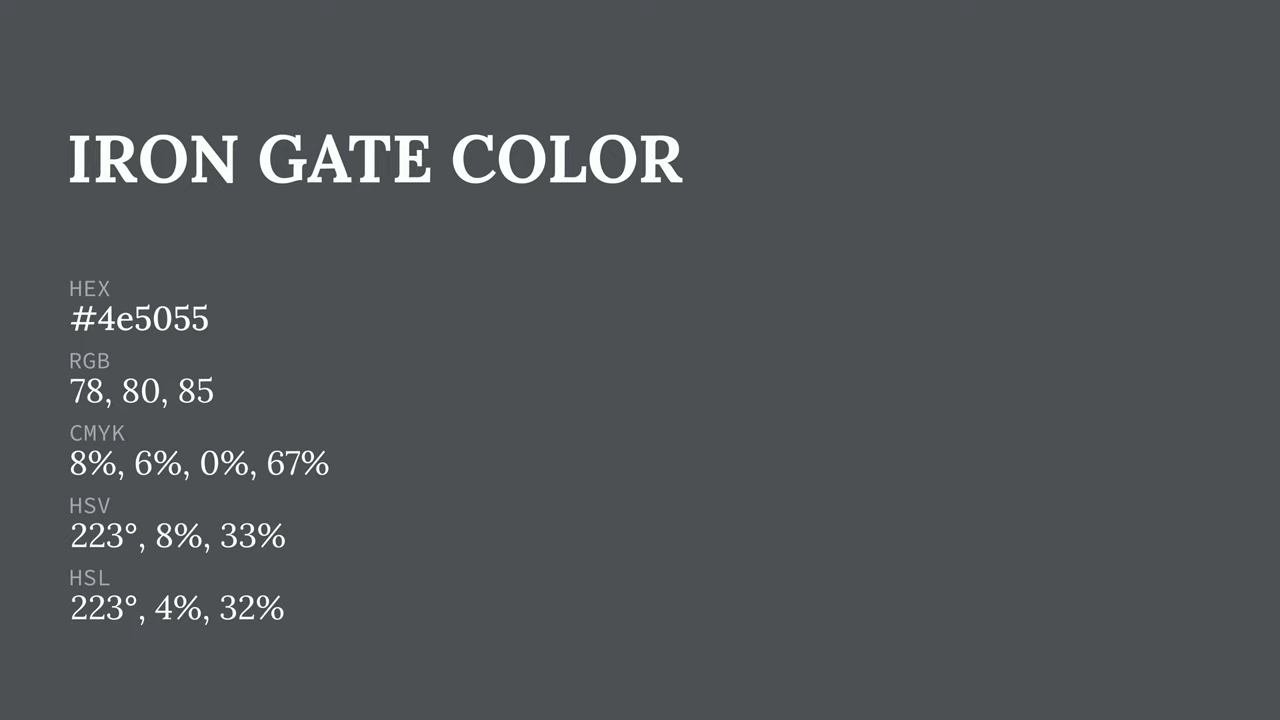 IRON GATE COLOR
HEX
#4e5055
RGB
78, 80, 85
CMYK
8%, 6%, 0%, 67%
HSV
223°, 8%, 33%
HSL
223°, 4%, 32%